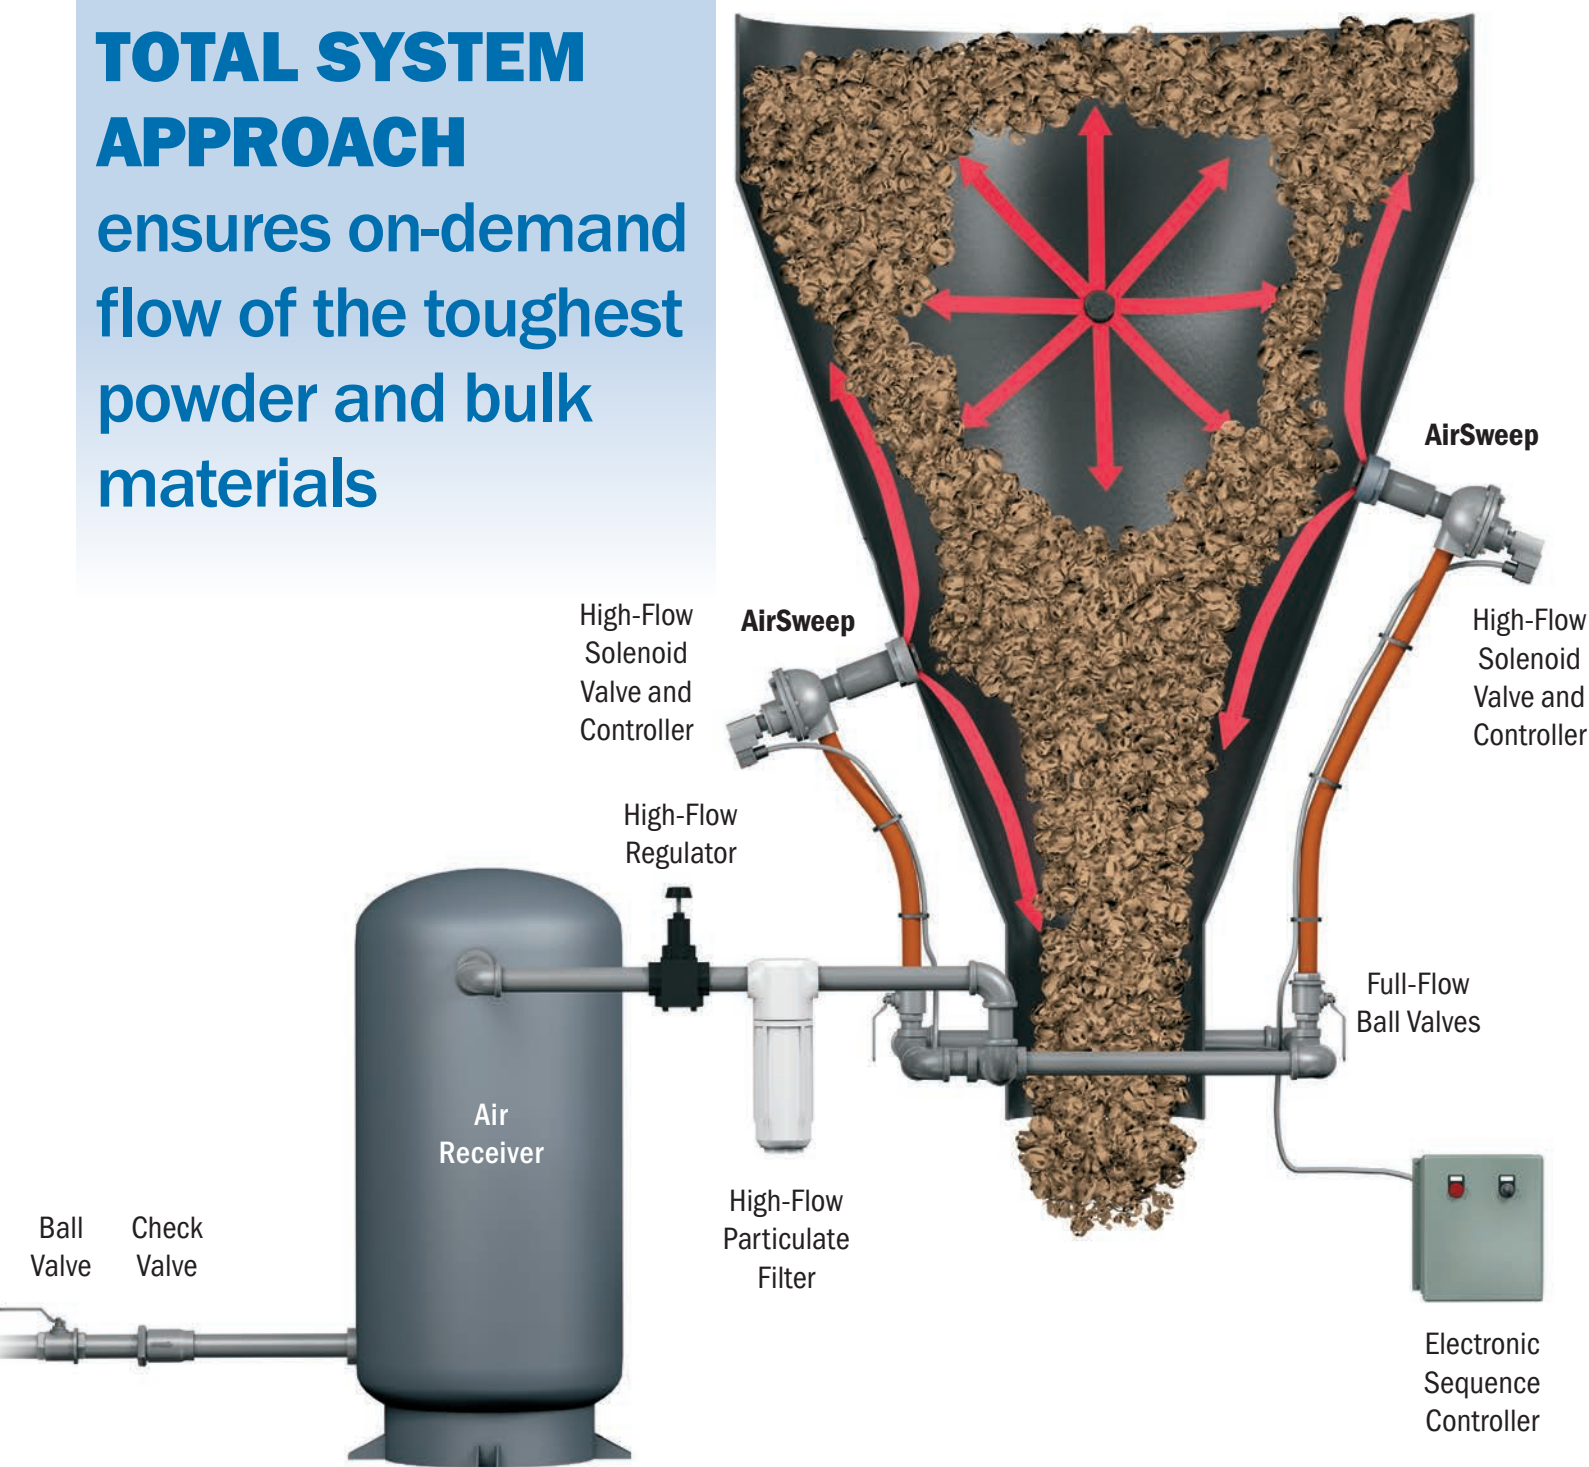 TOTAL SYSTEM
APPROACH
ensures on-demand
flow of the toughest
powder and bulk
materials
AirSweep
High-Flow
Solenoid
Valve and
Controller
AirSweep
High-Flow
Solenoid
Valve and
Controller
High-Flow
Regulator
Full-Flow
Ball Valves
Air
Receiver
High-Flow
Particulate
Filter
Ball
Valve
Check
Valve
Electronic
Sequence
Controller